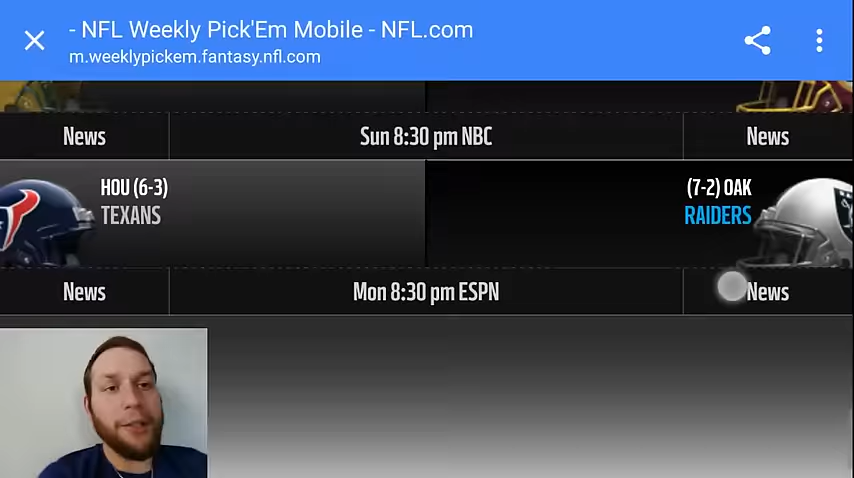 - NFL Weekly Pick'Em Mobile - NFL.com
m.weeklypickem.fantasy.nfl.com
News Sun 8:30 pm NBC News
HOU (6-3) (7-2) OAK
TEXANS RAIDERS
News Mon 8:30 pm ESPN News